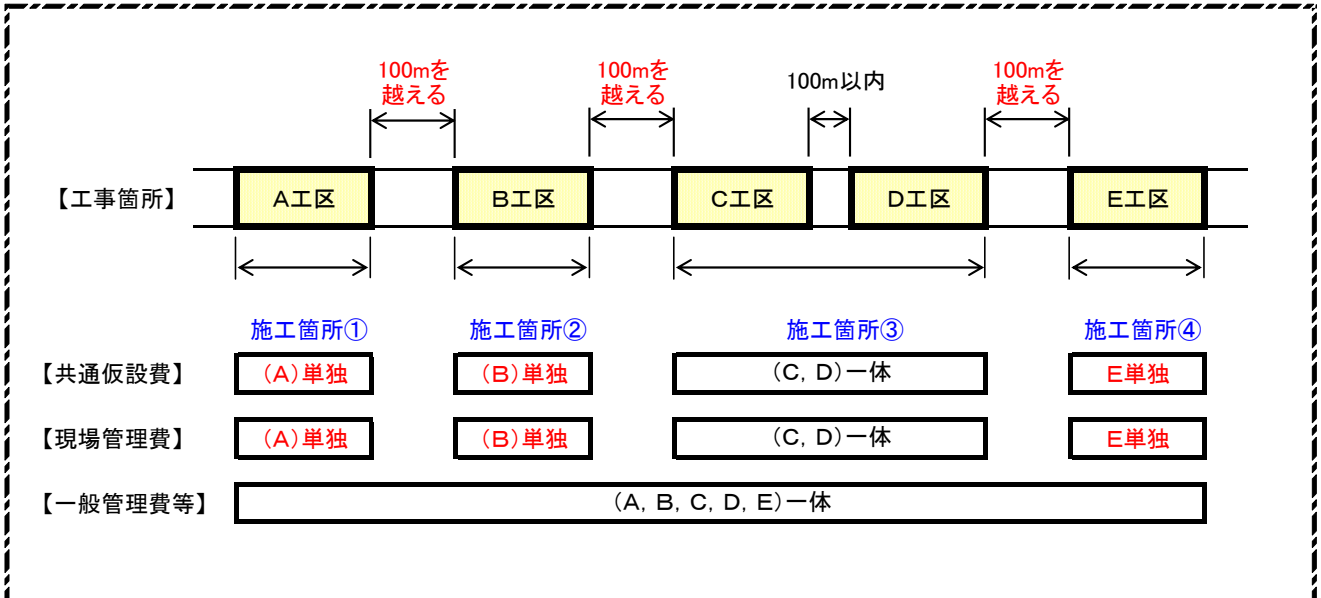 100mを
越える
100mを
越える
100m以内
100mを
越える
【工事箇所】
A工区
B工区
C工区
D工区
E工区
施工箇所①
施工箇所②
施工箇所③
施工箇所④
【共通仮設費】
(A)単独
(B)単独
(C, D)一体
E単独
【現場管理費】
(A)単独
(B)単独
(C, D)一体
E単独
【一般管理費等】
(A, B, C, D, E)一体